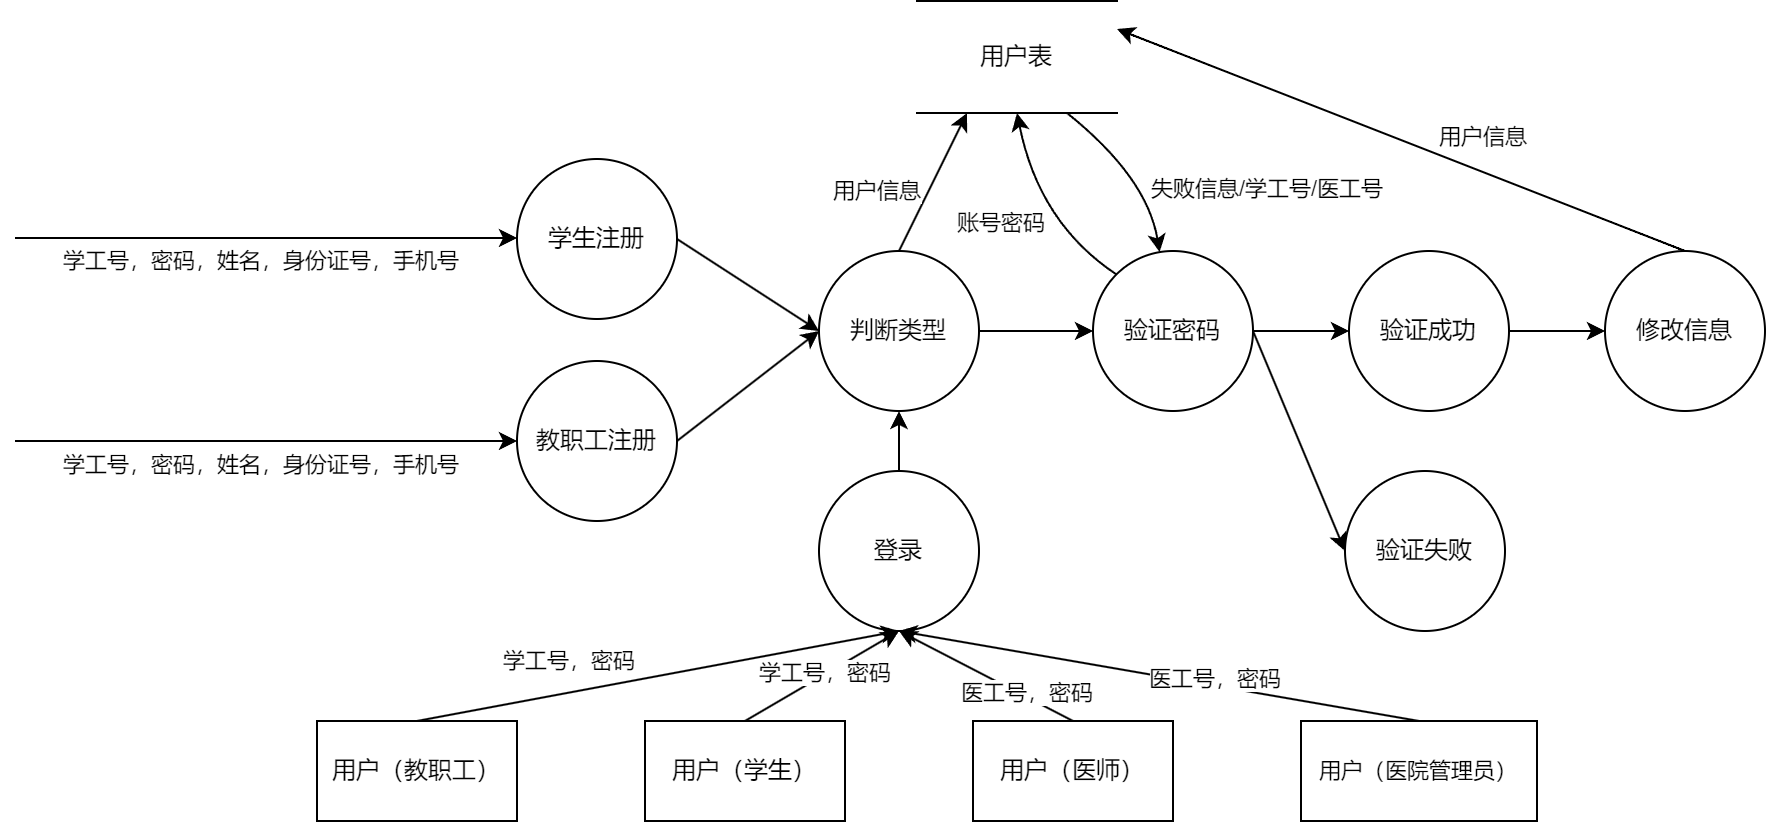 用户表
用户信息
用户信息
失败信息/学工号/医工号
账号密码
学生注册
学工号，密码，姓名，身份证号，手机号
判断类型
验证密码
验证成功
修改信息
教职工注册
学工号，密码，姓名，身份证号，手机号
登录
验证失败
学工号，密码
学工号，密码
医工号，密码
医工号，密码
用户（教职工）
用户（学生）
用户（医师）
用户（医院管理员）